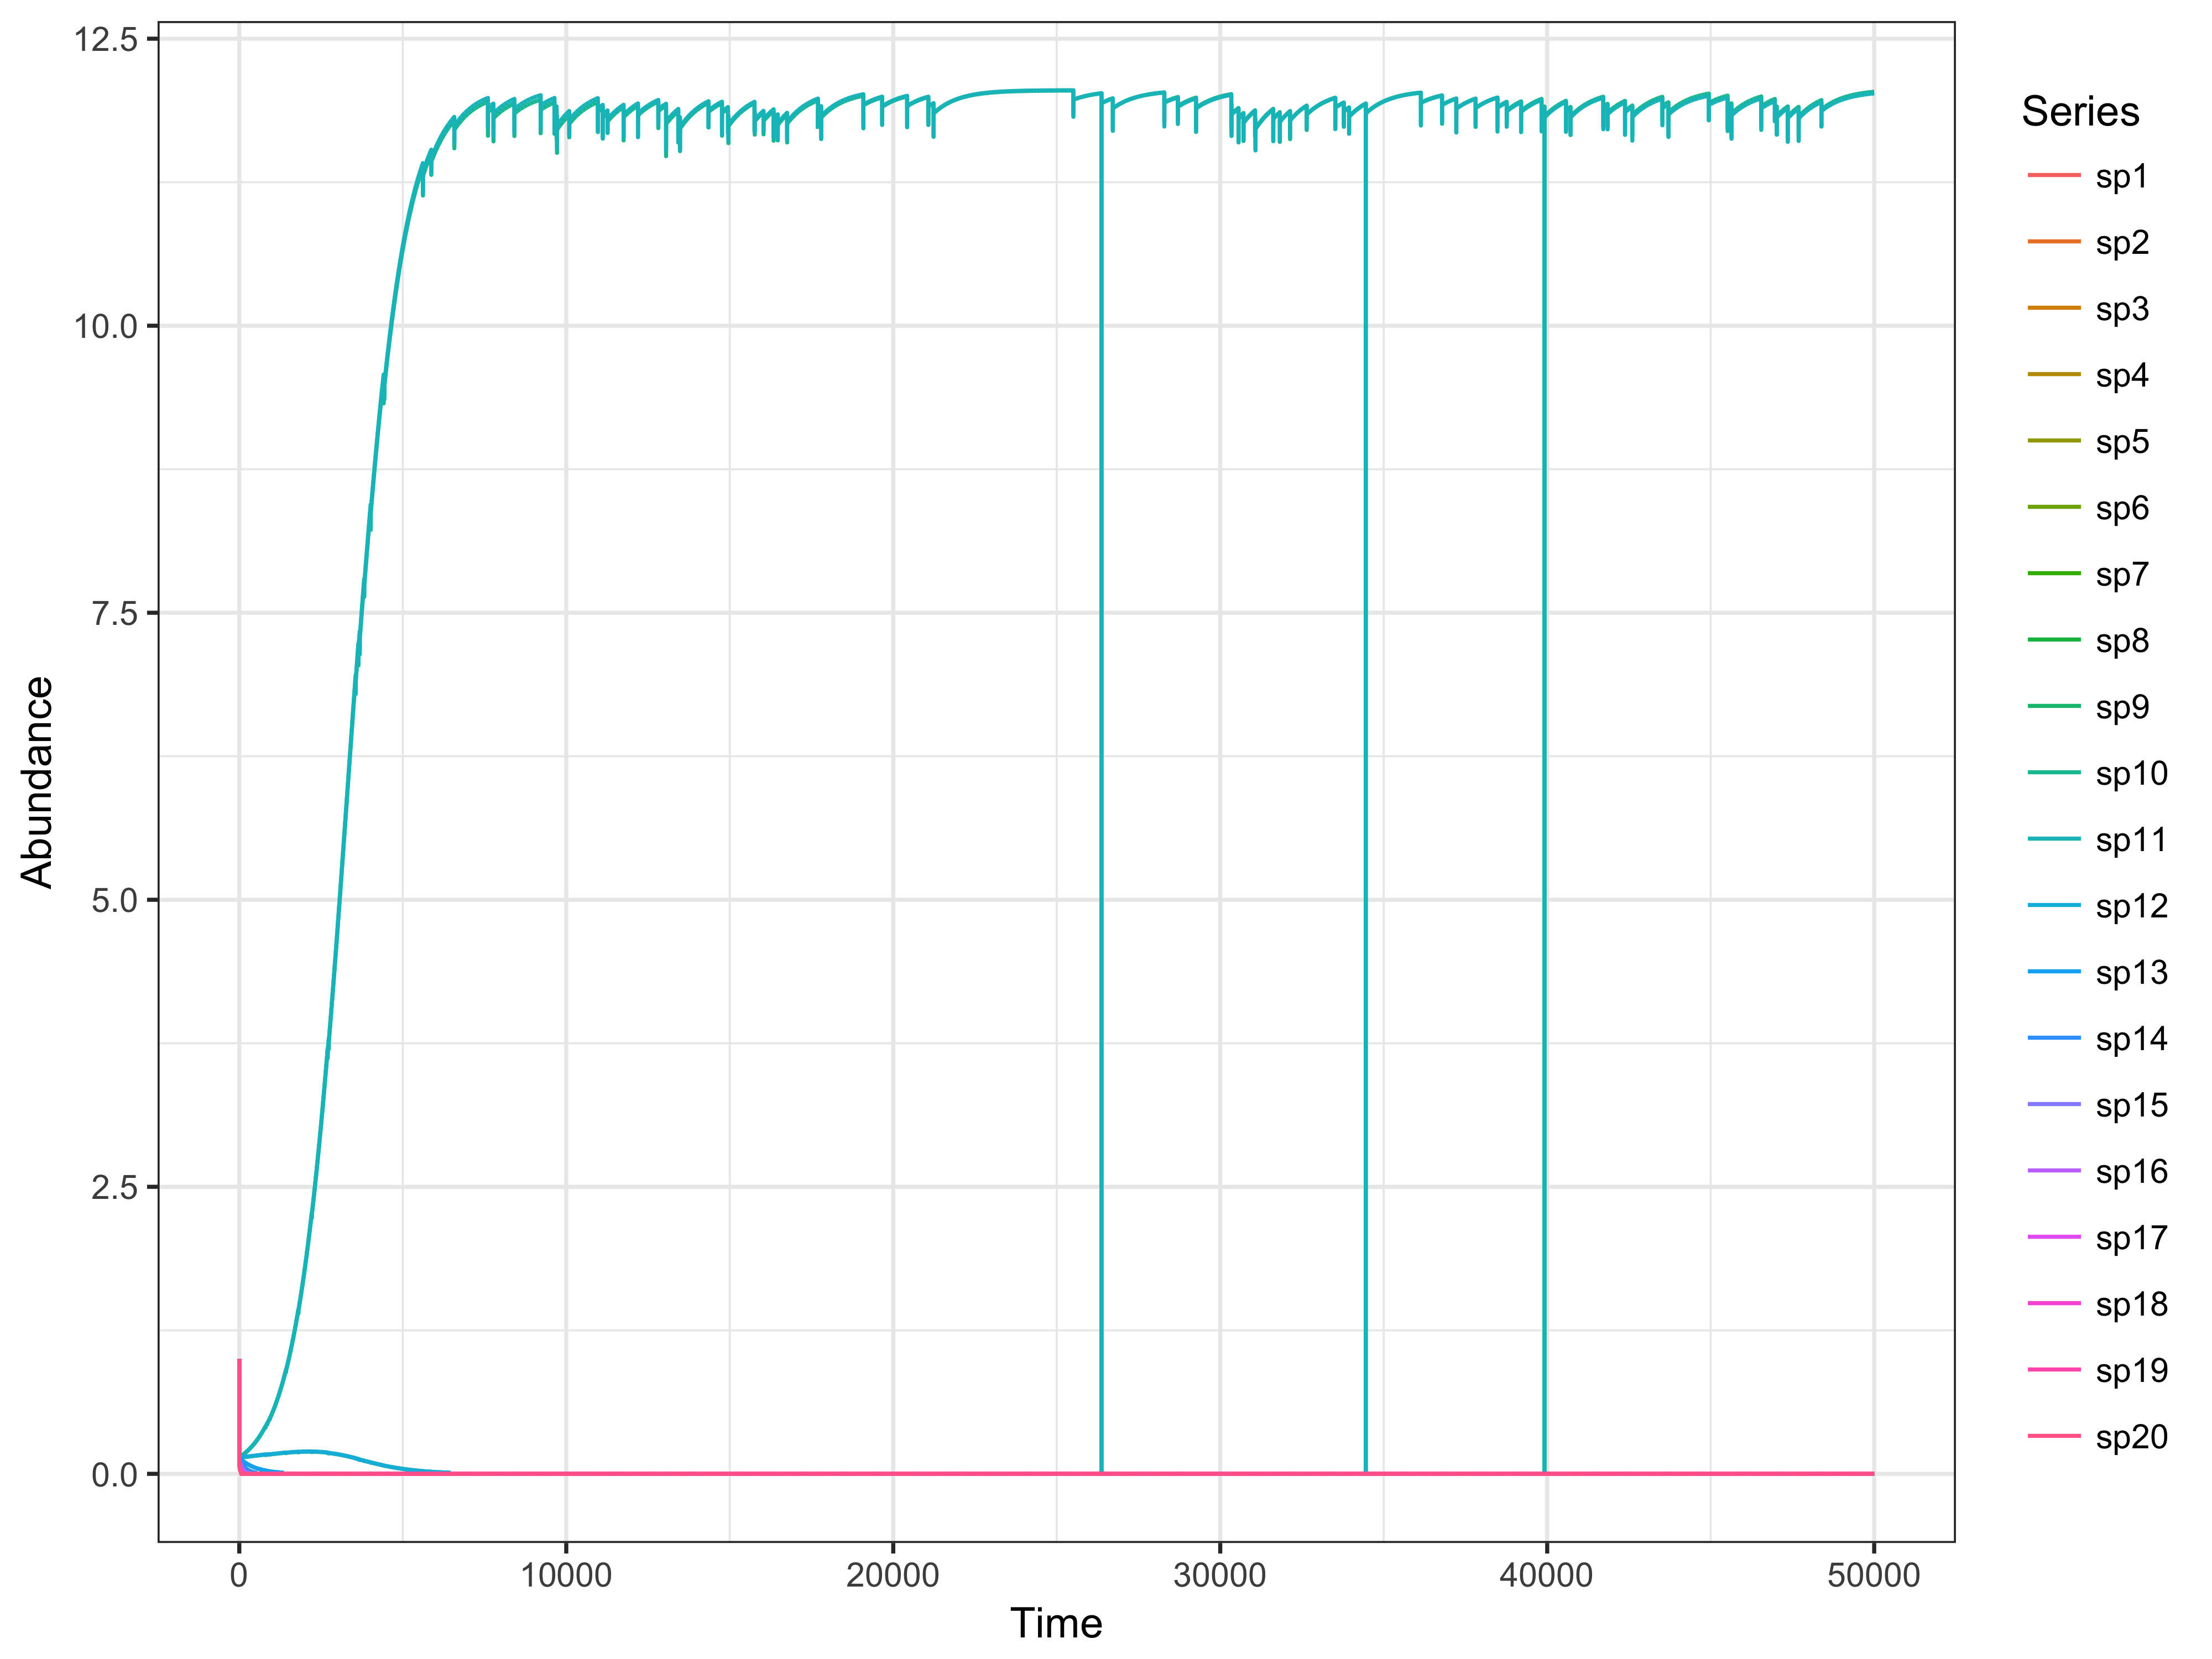 12.5
10.0
7.5
5.0
2.5
0.0
Abundance
0 10000 20000 30000 40000 50000
Time
Series
sp1
sp2
sp3
sp4
sp5
sp6
sp7
sp8
sp9
sp10
sp11
sp12
sp13
sp14
sp15
sp16
sp17
sp18
sp19
sp20